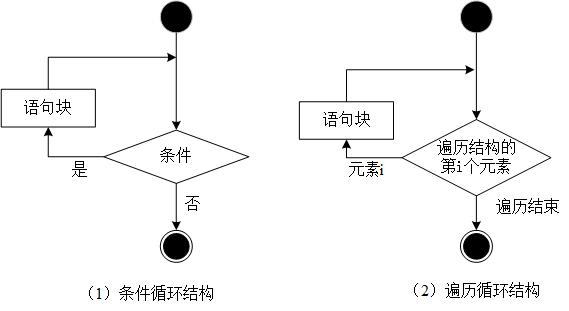 语句块
条件
是
否
（1）条件循环结构
语句块
遍历结构的
第i个元素
元素i
遍历结束
（2）遍历循环结构